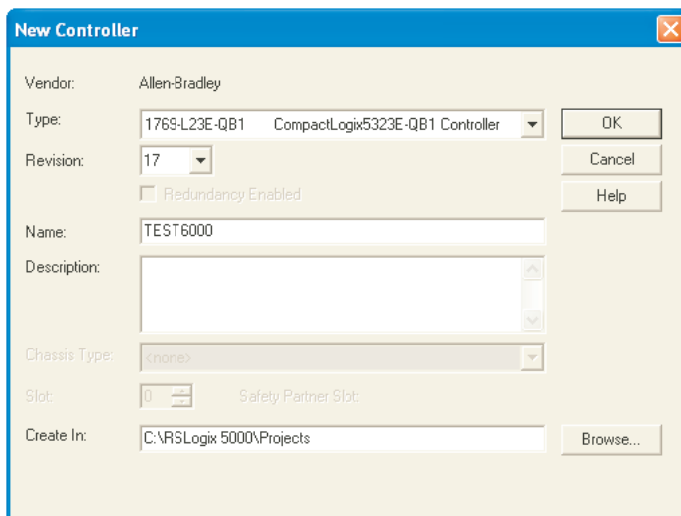 New Controller
Vendor: Allen-Bradley
Type: 1769-L23E-QB1 CompactLogix5323E-QB1 Controller OK
Revision: 17 Cancel
Redundancy Enabled Help
Name: TEST6000
Description:
Chassis Type: <none>
Slot: 0 Safety Partner Slot:
Create In: C:\RSLogix 5000\Projects Browse...